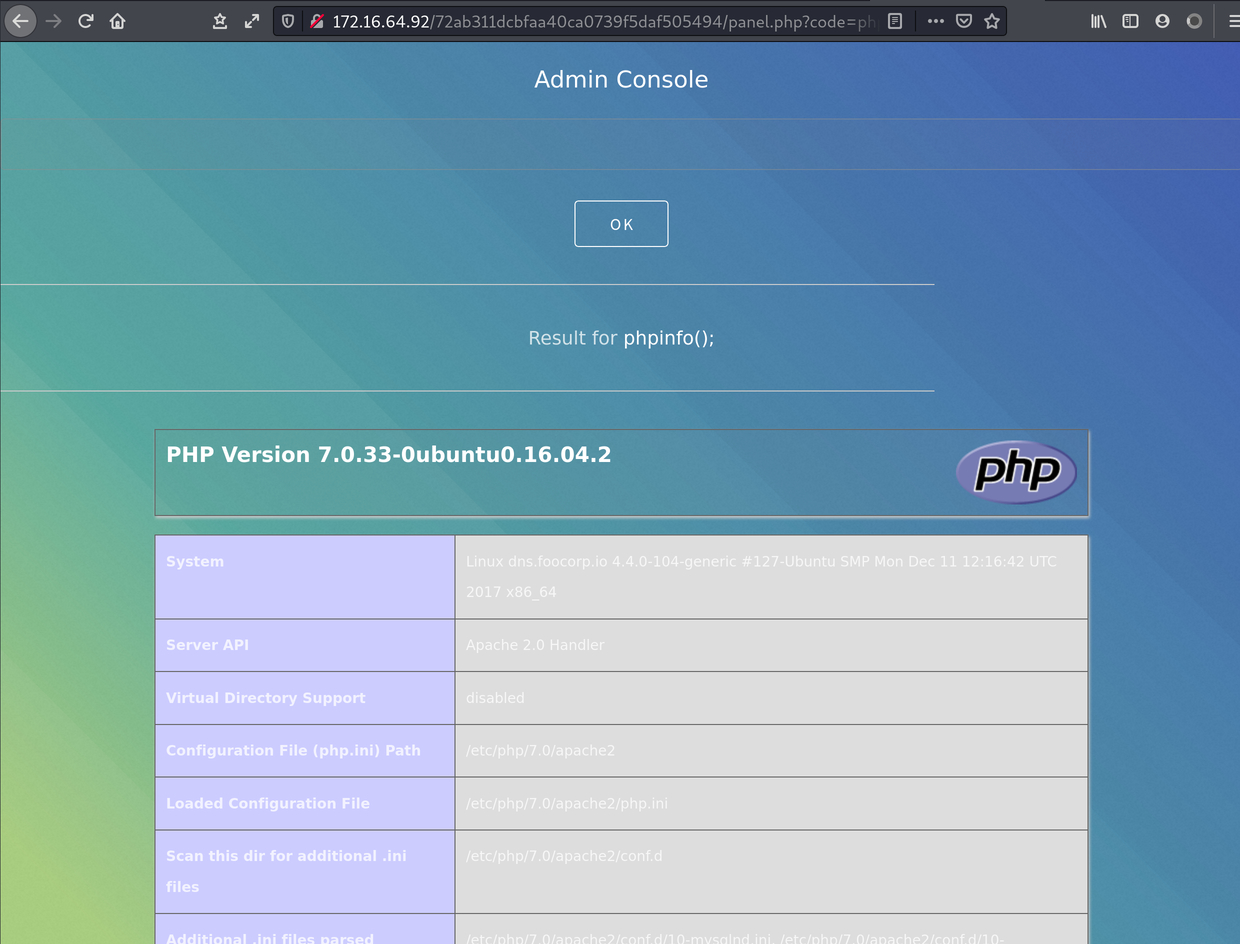 172.16.64.92/72ab311dcbfaa40ca0739f5daf505494/panel.php?code=ph
Admin Console
OK
Result for phpinfo();
PHP Version 7.0.33-0ubuntu0.16.04.2
php
System
Linux dns.foocorp.io 4.4.0-104-generic #127-Ubuntu SMP Mon Dec 11 12:16:42 UTC
2017 x86_64
Server API
Apache 2.0 Handler
Virtual Directory Support
disabled
Configuration File (php.ini) Path
/etc/php/7.0/apache2
Loaded Configuration File
/etc/php/7.0/apache2/php.ini
Scan this dir for additional .ini
files
/etc/php/7.0/apache2/conf.d
Additional .ini files parsed
/etc/php/7.0/apache2/conf.d/10-mysqlnd.ini, /etc/php/7.0/apache2/conf.d/10-